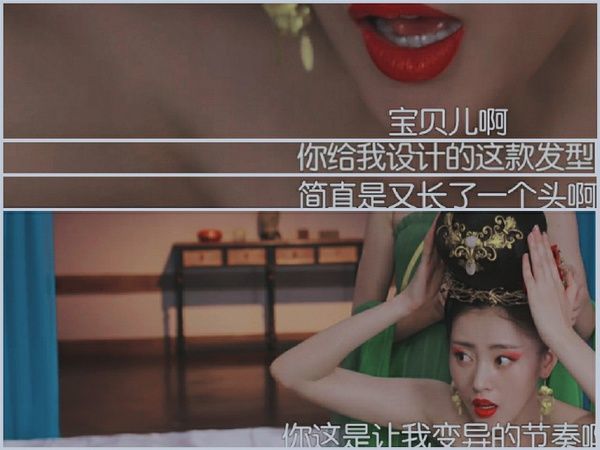 宝贝儿啊
你给我设计的这款发型
简直是又长了一个头啊
你这是让我变异的节奏啊